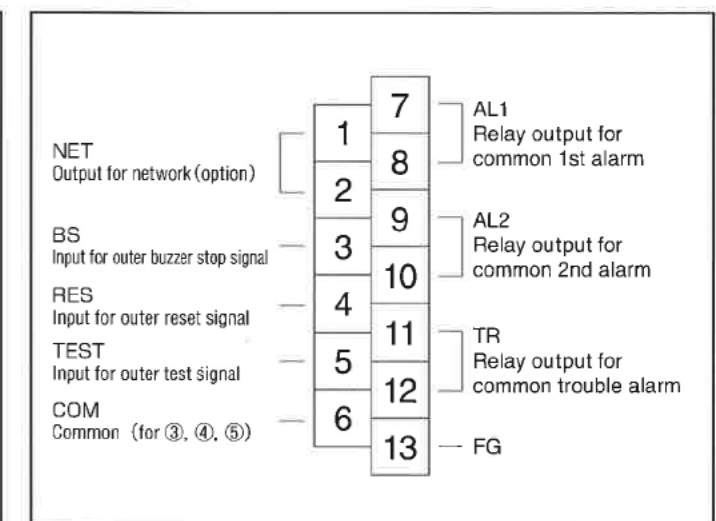 NET
Output for network (option)
BS
Input for outer buzzer stop signal
RES
Input for outer reset signal
TEST
Input for outer test signal
COM
Common (for ③, ④, ⑤)
1
2
3
4
5
6
7
8
9
10
11
12
13
AL1
Relay output for
common 1st alarm
AL2
Relay output for
common 2nd alarm
TR
Relay output for
common trouble alarm
FG